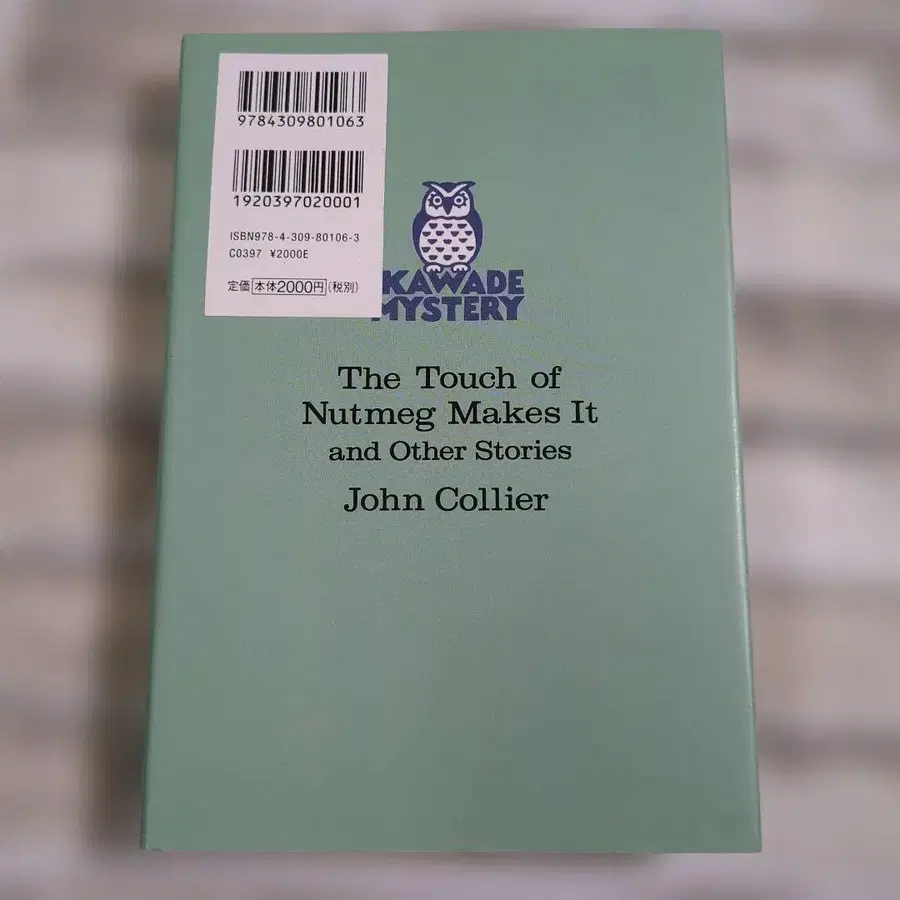 9784309801063
1920397020001
ISBN978-4-309-80106-3
C0397 ¥2000E
定価 本体2000円(税別)
KAWADE
MYSTERY
The Touch of
Nutmeg Makes It
and Other Stories
John Collier